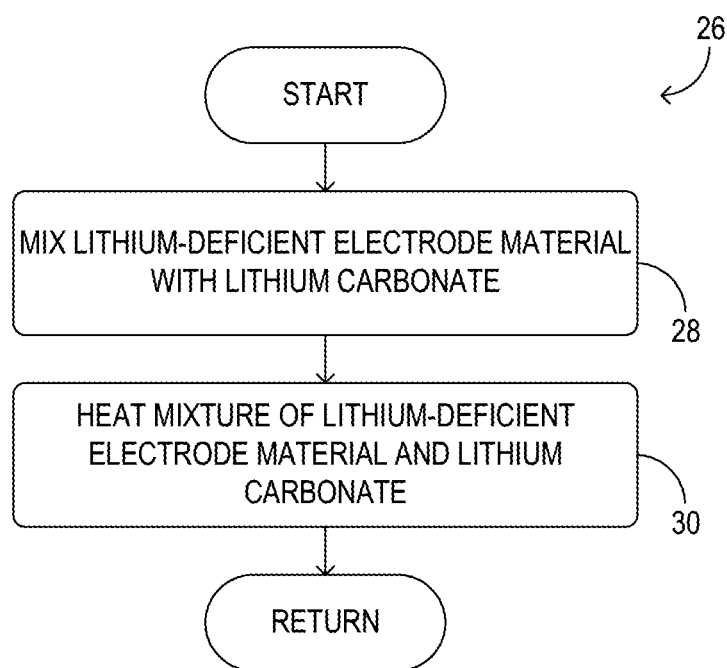 26
START
MIX LITHIUM-DEFICIENT ELECTRODE MATERIAL
WITH LITHIUM CARBONATE
28
HEAT MIXTURE OF LITHIUM-DEFICIENT
ELECTRODE MATERIAL AND LITHIUM
CARBONATE
30
RETURN